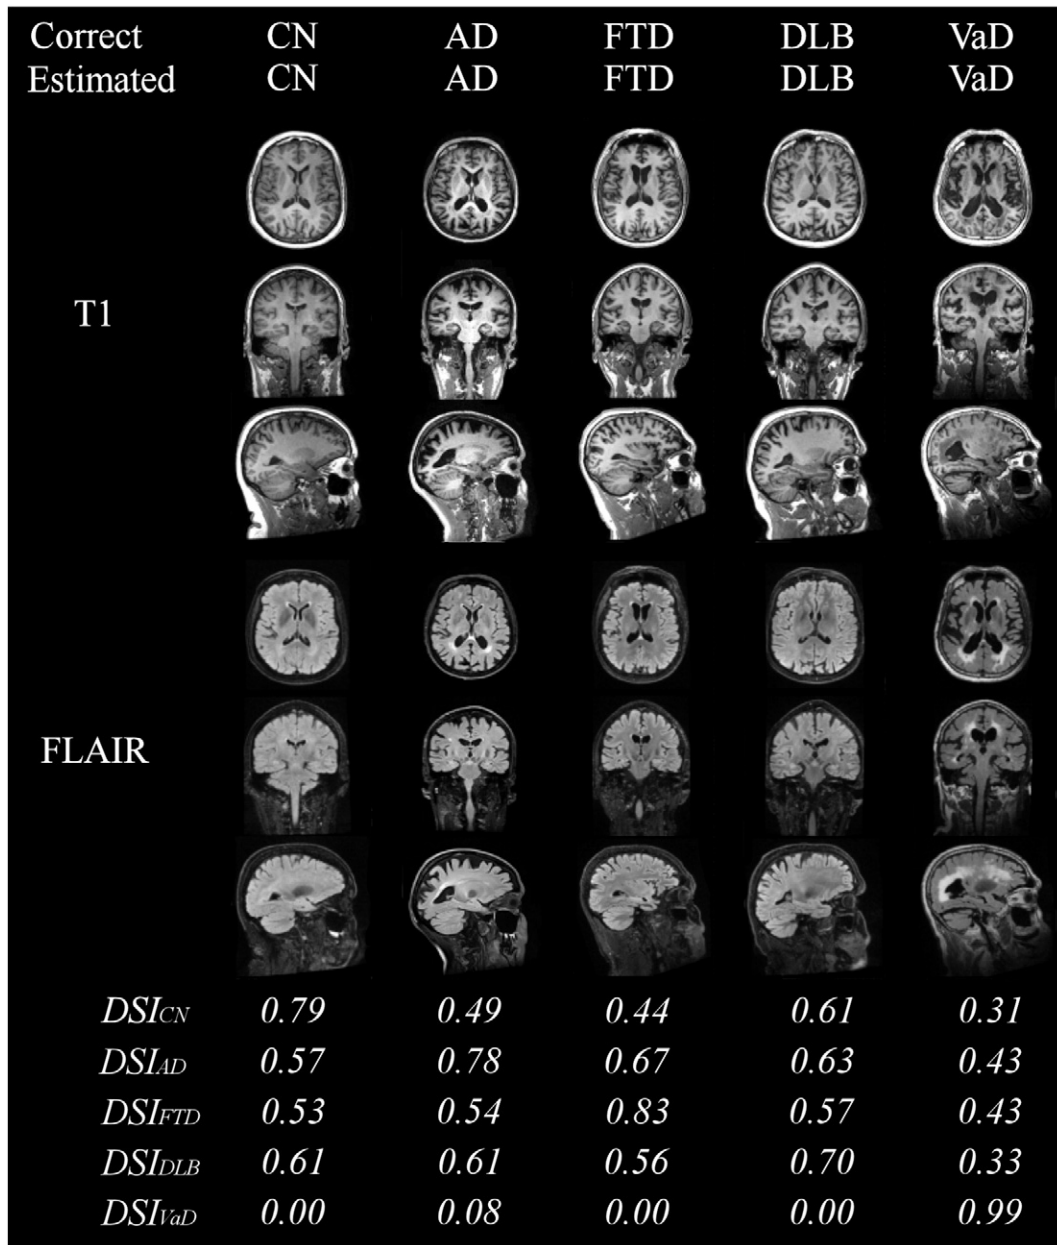 Correct CN AD FTD DLB VaD
Estimated CN AD FTD DLB VaD
T1
FLAIR
DSICN 0.79 0.49 0.44 0.61 0.31
DSIAD 0.57 0.78 0.67 0.63 0.43
DSIFTD 0.53 0.54 0.83 0.57 0.43
DSIDLB 0.61 0.61 0.56 0.70 0.33
DSIVaD 0.00 0.08 0.00 0.00 0.99